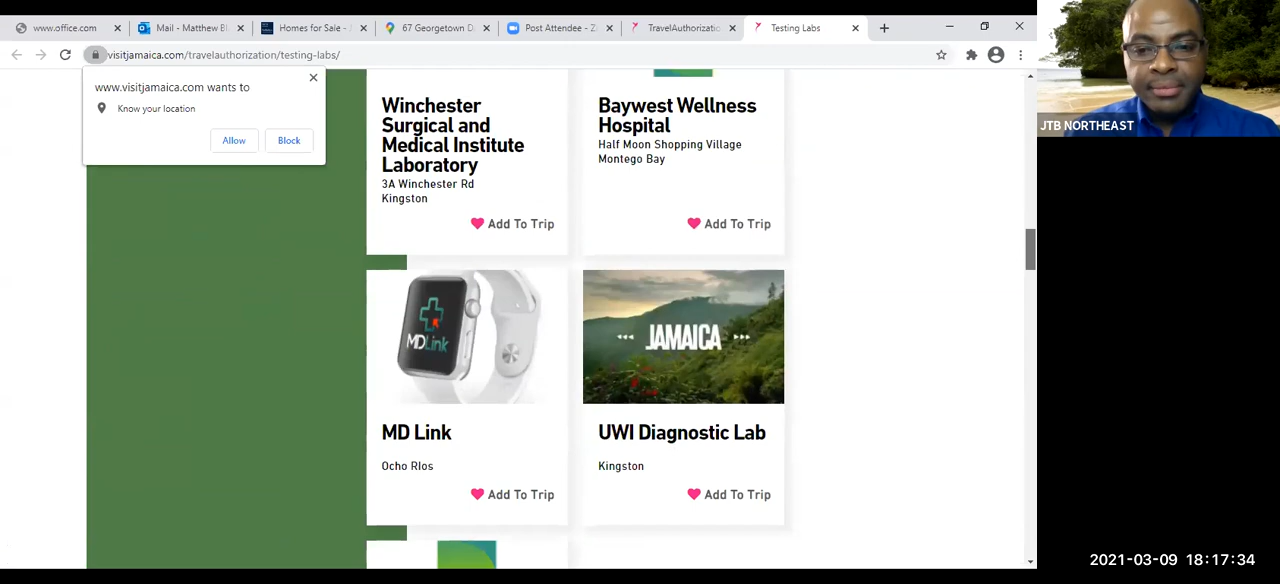 www.office.com
Mail - Matthew Bl
Homes for Sale -
67 Georgetown D
Post Attendee - Z
TravelAuthorizatio
Testing Labs
visitjamaica.com/travelauthorization/testing-labs/
www.visitjamaica.com wants to
Know your location
Allow
Block
JTB NORTHEAST
Winchester
Surgical and
Medical Institute
Laboratory
3A Winchester Rd
Kingston
Add To Trip
Baywest Wellness
Hospital
Half Moon Shopping Village
Montego Bay
Add To Trip
MDLink
JAMAICA
MD Link
Ocho RIos
Add To Trip
UWI Diagnostic Lab
Kingston
Add To Trip
2021-03-09 18:17:34